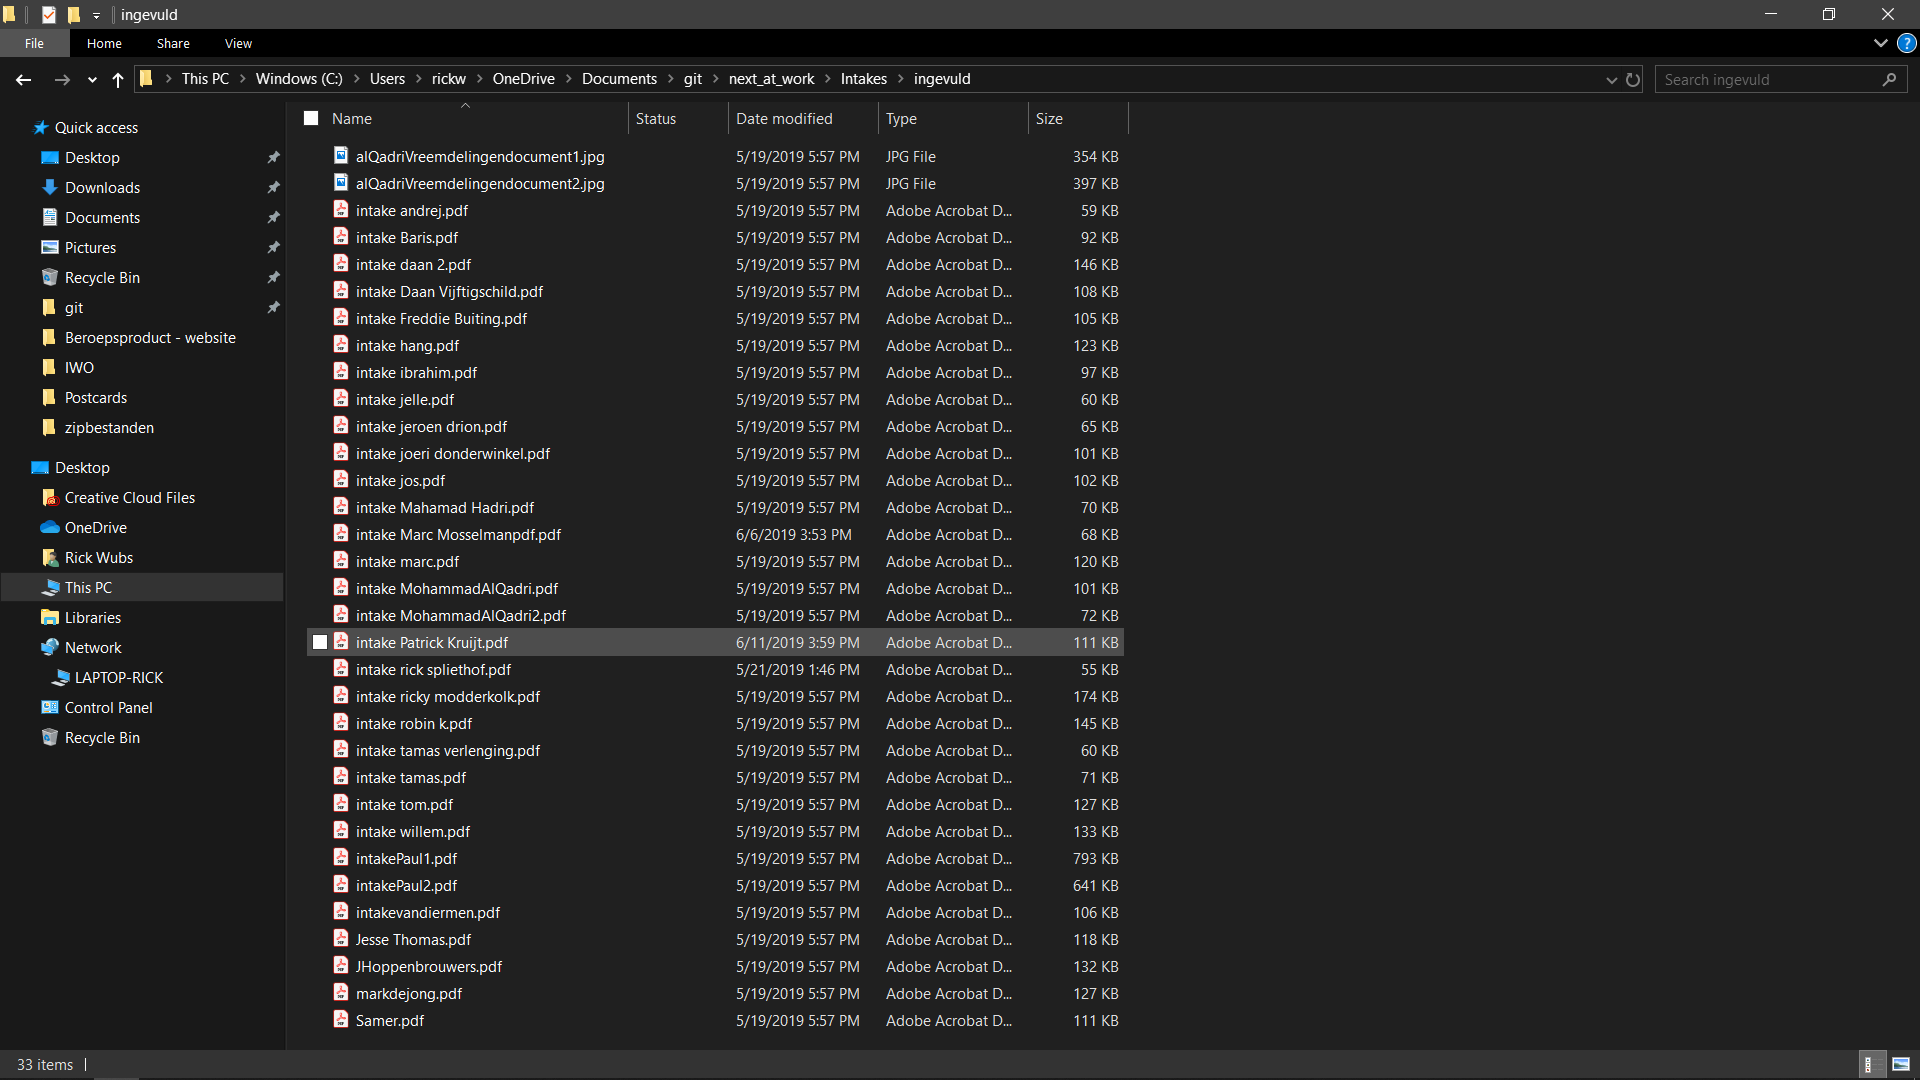 ingevuld
File Home Share View
This PC Windows (C:) Users rickw OneDrive Documents git next_at_work Intakes ingevuld Search ingevuld
Name Status Date modified Type Size
Quick access
Desktop
Downloads
Documents
Pictures
Recycle Bin
git
Beroepsproduct - website
IWO
Postcards
zipbestanden
Desktop
Creative Cloud Files
OneDrive
Rick Wubs
This PC
Libraries
Network
LAPTOP-RICK
Control Panel
Recycle Bin
alQadriVreemdelingendocument1.jpg 5/19/2019 5:57 PM JPG File 354 KB
alQadriVreemdelingendocument2.jpg 5/19/2019 5:57 PM JPG File 397 KB
intake andrej.pdf 5/19/2019 5:57 PM Adobe Acrobat D... 59 KB
intake Baris.pdf 5/19/2019 5:57 PM Adobe Acrobat D... 92 KB
intake daan 2.pdf 5/19/2019 5:57 PM Adobe Acrobat D... 146 KB
intake Daan Vijftigschild.pdf 5/19/2019 5:57 PM Adobe Acrobat D... 108 KB
intake Freddie Buiting.pdf 5/19/2019 5:57 PM Adobe Acrobat D... 105 KB
intake hang.pdf 5/19/2019 5:57 PM Adobe Acrobat D... 123 KB
intake ibrahim.pdf 5/19/2019 5:57 PM Adobe Acrobat D... 97 KB
intake jelle.pdf 5/19/2019 5:57 PM Adobe Acrobat D... 60 KB
intake jeroen drion.pdf 5/19/2019 5:57 PM Adobe Acrobat D... 65 KB
intake joeri donderwinkel.pdf 5/19/2019 5:57 PM Adobe Acrobat D... 101 KB
intake jos.pdf 5/19/2019 5:57 PM Adobe Acrobat D... 102 KB
intake Mahamad Hadri.pdf 5/19/2019 5:57 PM Adobe Acrobat D... 70 KB
intake Marc Mosselmanpdf.pdf 6/6/2019 3:53 PM Adobe Acrobat D... 68 KB
intake marc.pdf 5/19/2019 5:57 PM Adobe Acrobat D... 120 KB
intake MohammadAlQadri.pdf 5/19/2019 5:57 PM Adobe Acrobat D... 101 KB
intake MohammadAlQadri2.pdf 5/19/2019 5:57 PM Adobe Acrobat D... 72 KB
intake Patrick Kruijt.pdf 6/11/2019 3:59 PM Adobe Acrobat D... 111 KB
intake rick spliethof.pdf 5/21/2019 1:46 PM Adobe Acrobat D... 55 KB
intake ricky modderkolk.pdf 5/19/2019 5:57 PM Adobe Acrobat D... 174 KB
intake robin k.pdf 5/19/2019 5:57 PM Adobe Acrobat D... 145 KB
intake tamas verlenging.pdf 5/19/2019 5:57 PM Adobe Acrobat D... 60 KB
intake tamas.pdf 5/19/2019 5:57 PM Adobe Acrobat D... 71 KB
intake tom.pdf 5/19/2019 5:57 PM Adobe Acrobat D... 127 KB
intake willem.pdf 5/19/2019 5:57 PM Adobe Acrobat D... 133 KB
intakePaul1.pdf 5/19/2019 5:57 PM Adobe Acrobat D... 793 KB
intakePaul2.pdf 5/19/2019 5:57 PM Adobe Acrobat D... 641 KB
intakevandiermen.pdf 5/19/2019 5:57 PM Adobe Acrobat D... 106 KB
Jesse Thomas.pdf 5/19/2019 5:57 PM Adobe Acrobat D... 118 KB
JHoppenbrouwers.pdf 5/19/2019 5:57 PM Adobe Acrobat D... 132 KB
markdejong.pdf 5/19/2019 5:57 PM Adobe Acrobat D... 127 KB
Samer.pdf 5/19/2019 5:57 PM Adobe Acrobat D... 111 KB
33 items